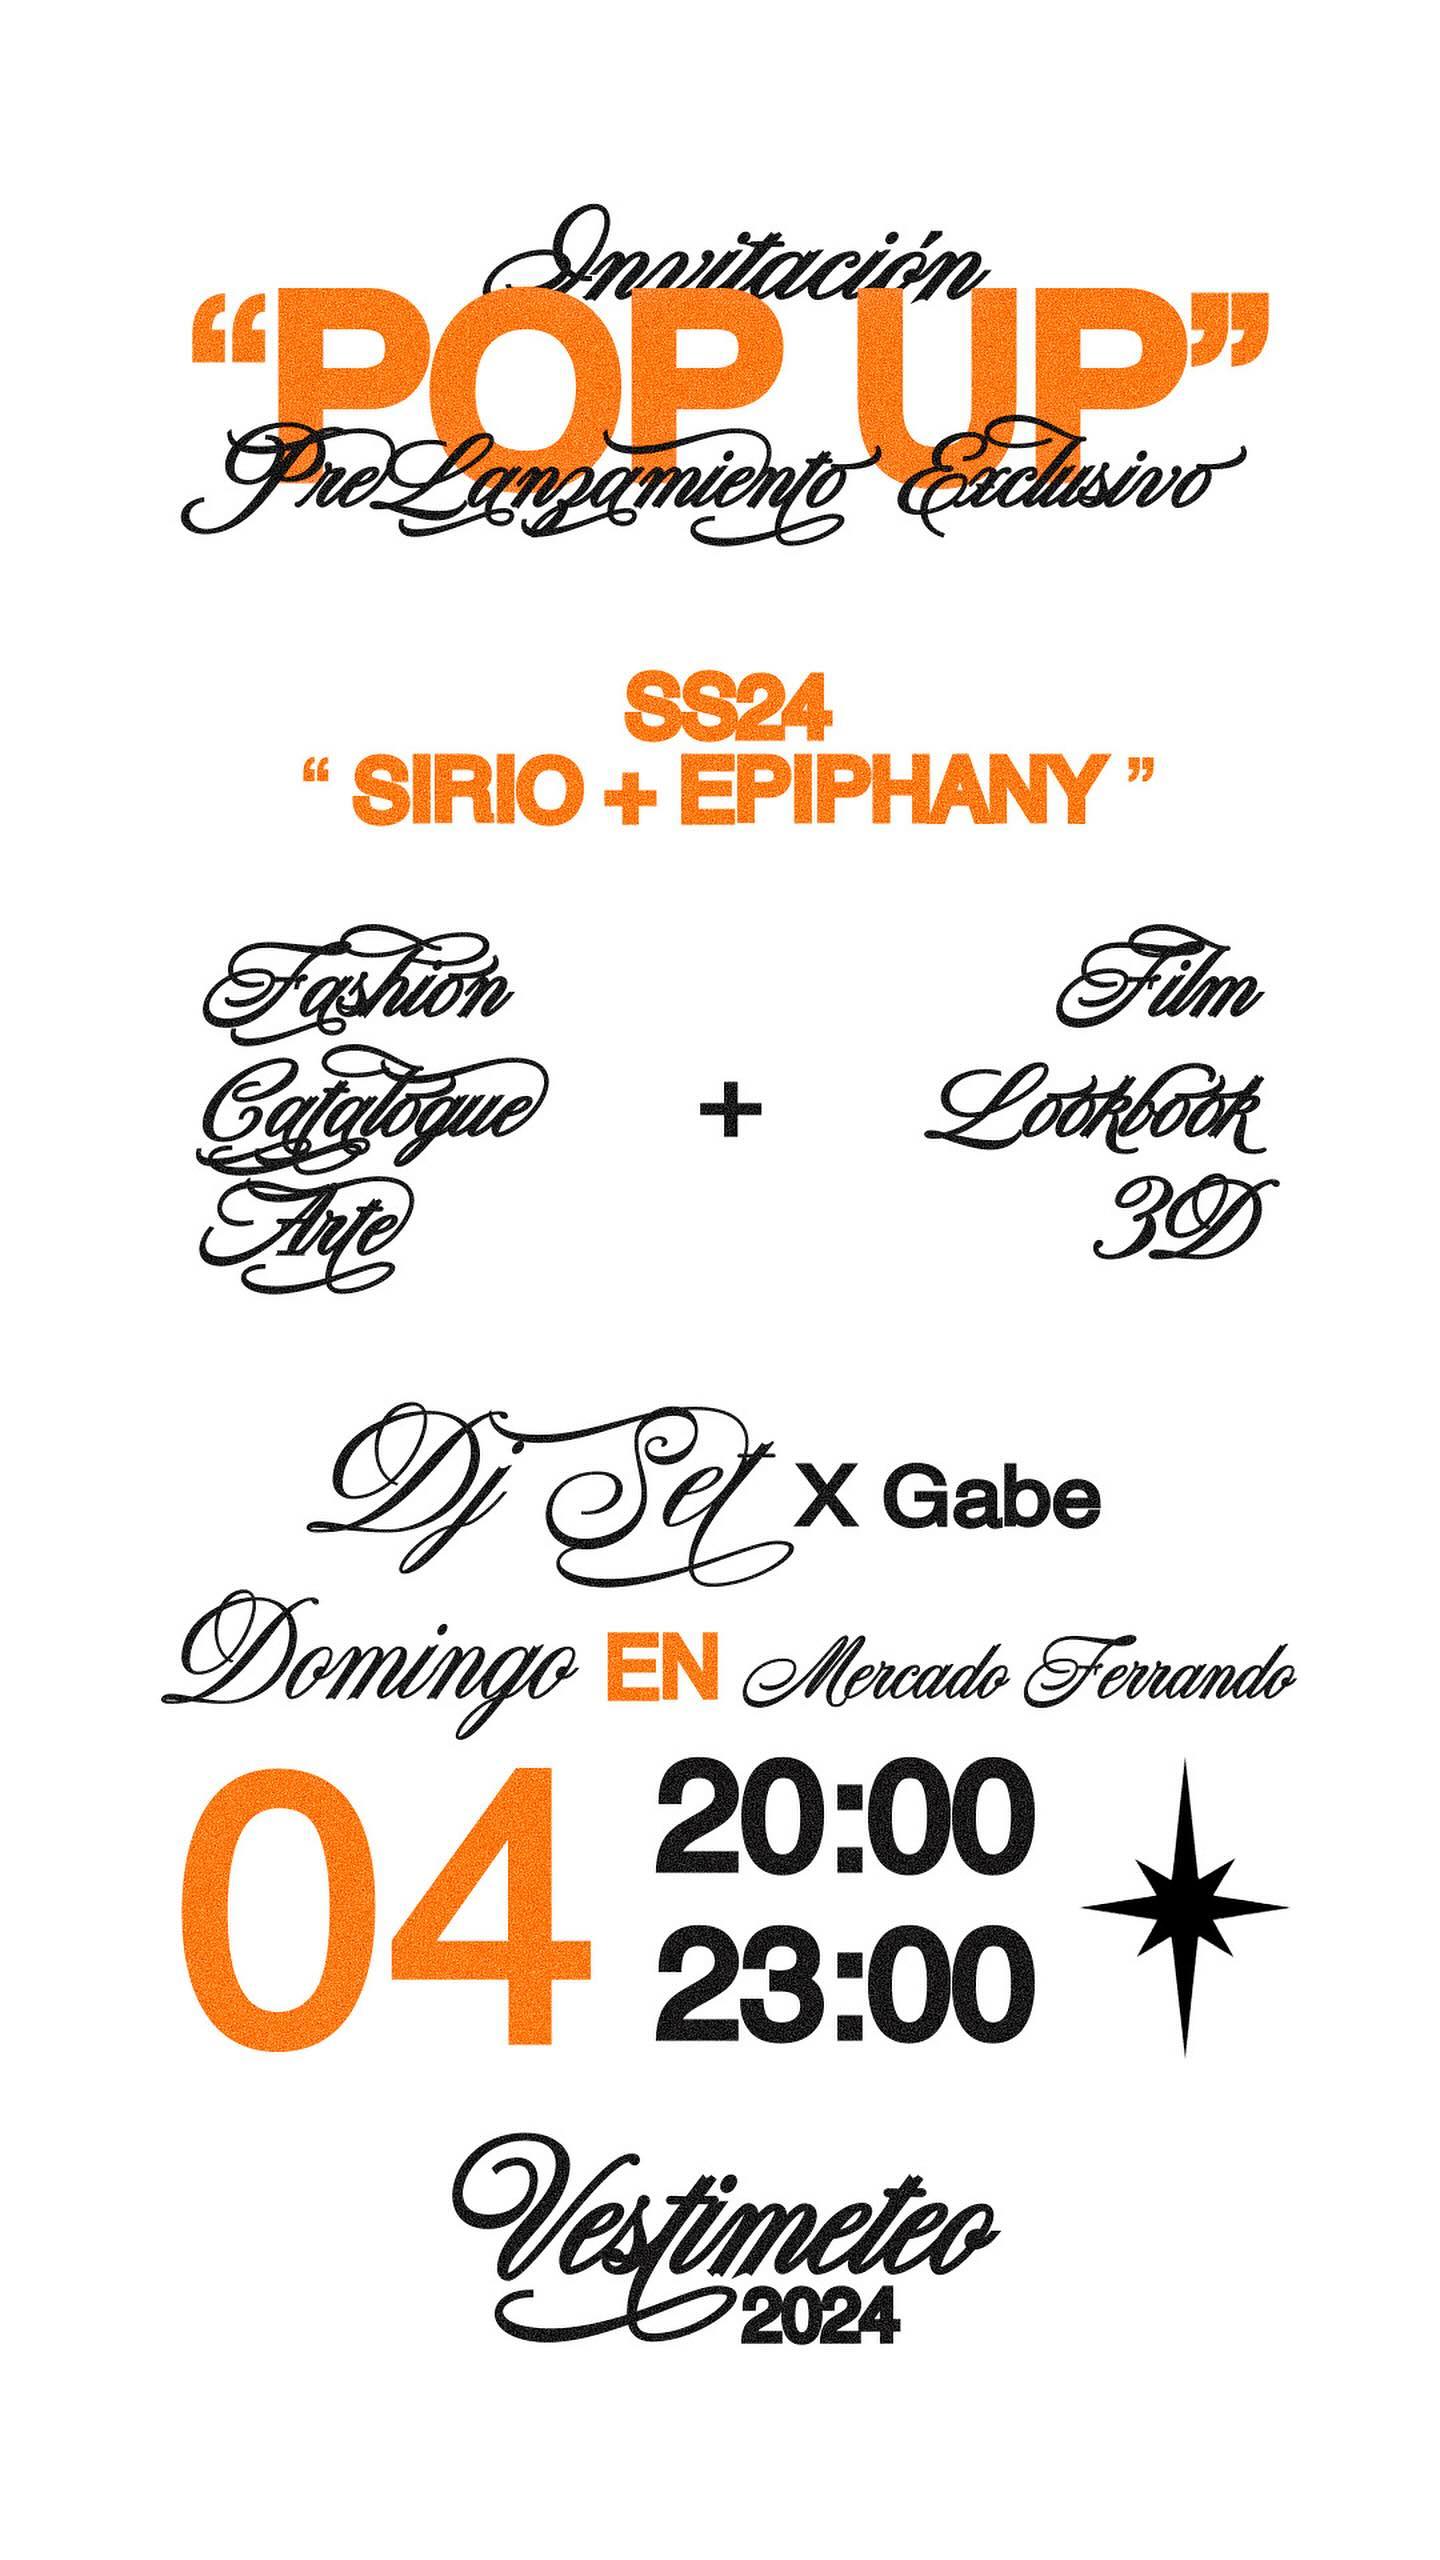 Invitación
“POP UP”
PreLanzamiento Exclusivo
SS24
“ SIRIO + EPIPHANY ”
Fashion
Film
Catalogue + Lookbook
Arte
3D
Dj Set X Gabe
Domingo EN Mercado Ferrando
04
20:00
23:00
Vestimeteo
2024